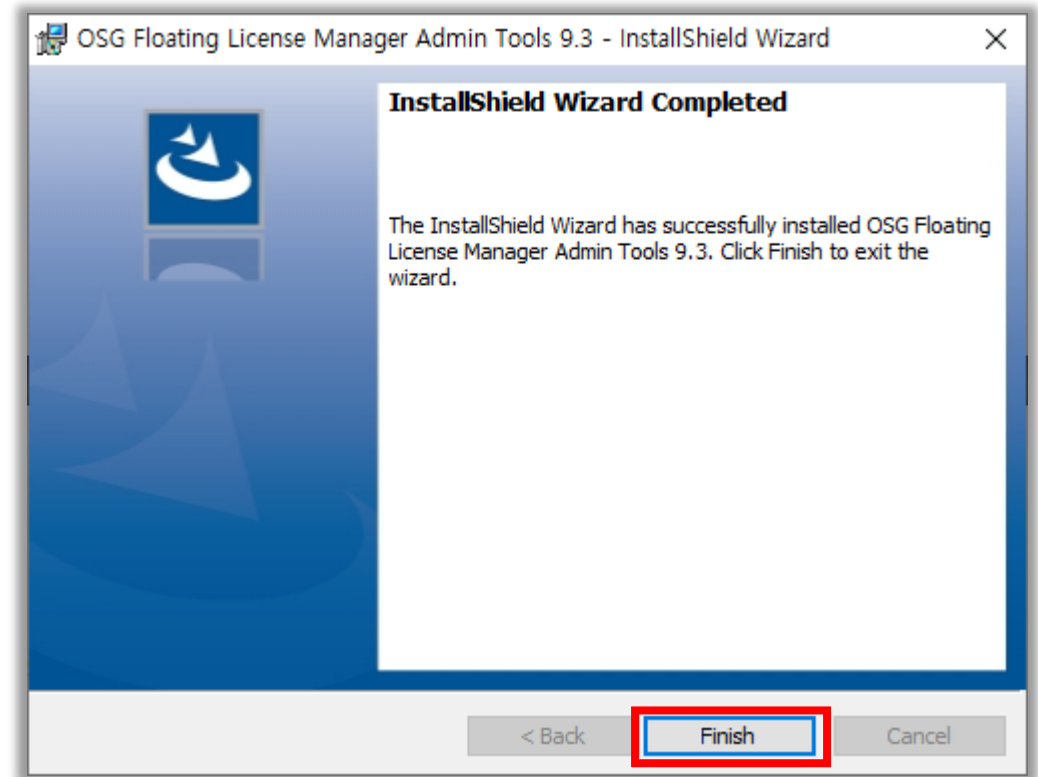 OSG Floating License Manager Admin Tools 9.3 - InstallShield Wizard
InstallShield Wizard Completed
The InstallShield Wizard has successfully installed OSG Floating
License Manager Admin Tools 9.3. Click Finish to exit the
wizard.
< Back Finish Cancel